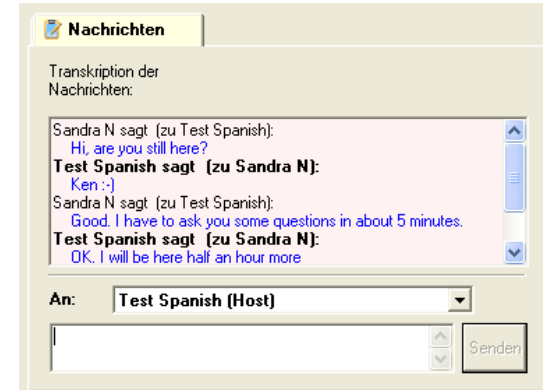 Nachrichten
Transkription der
Nachrichten:
Sandra N sagt (zu Test Spanish):
Hi, are you still here?
Test Spanish sagt (zu Sandra N):
Ken :-)
Sandra N sagt (zu Test Spanish):
Good. I have to ask you some questions in about 5 minutes.
Test Spanish sagt (zu Sandra N):
OK. I will be here half an hour more
An: Test Spanish (Host)
Senden